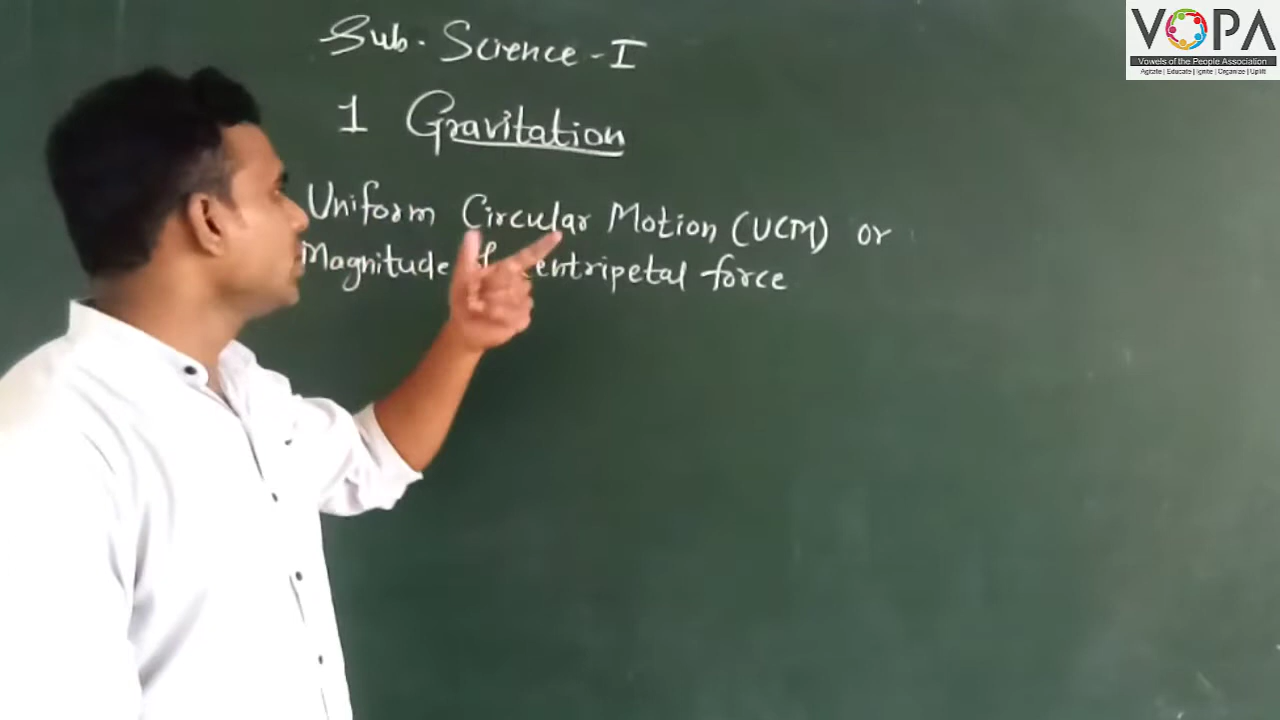 Sub. Science - I
1 Gravitation
Uniform Circular Motion (UCM) or
Magnitude of centripetal force
VOPA
Vowels of the People Association
Agitate | Educate | Ignite | Organize | Uplift